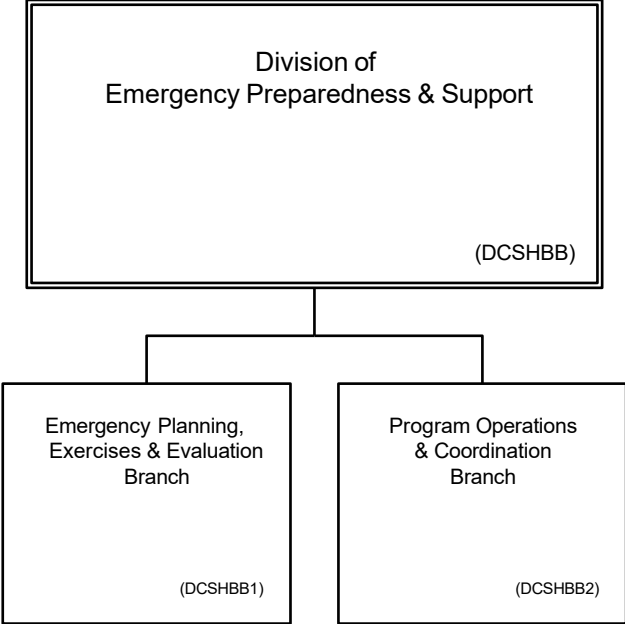 Division of
Emergency Preparedness & Support
(DCSHBB)
Emergency Planning,
Exercises & Evaluation
Branch
(DCSHBB1)
Program Operations
& Coordination
Branch
(DCSHBB2)